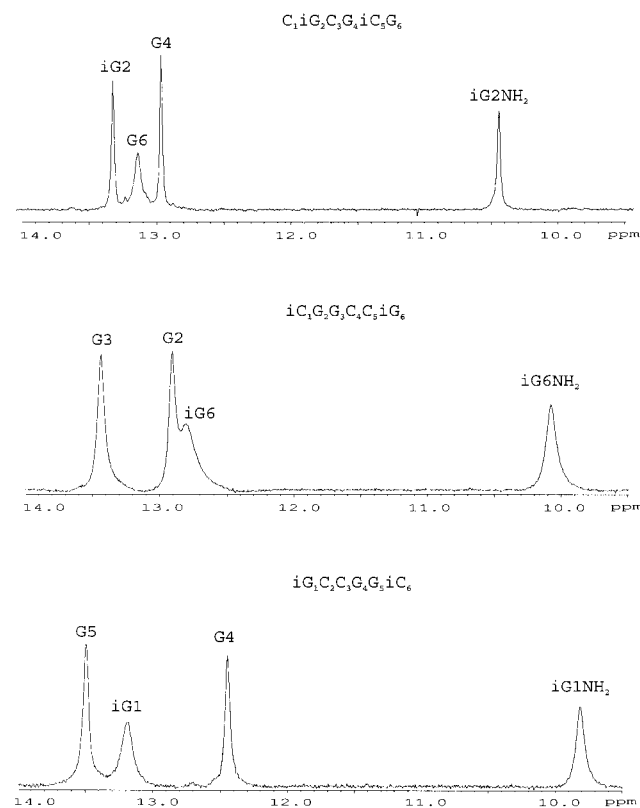 C₁iG₂C₃G₄iC₅G₆
G4
iG2
iG2NH₂
G6
14.0 13.0 12.0 11.0 10.0 ppm
iC₁G₂G₃C₄C₅iG₆
G3 G2
iG6 iG6NH₂
14.0 13.0 12.0 11.0 10.0 ppm
iG₁C₂C₃G₄G₅iC₆
G5 G4
iG1 iG1NH₂
14.0 13.0 12.0 11.0 10.0 ppm